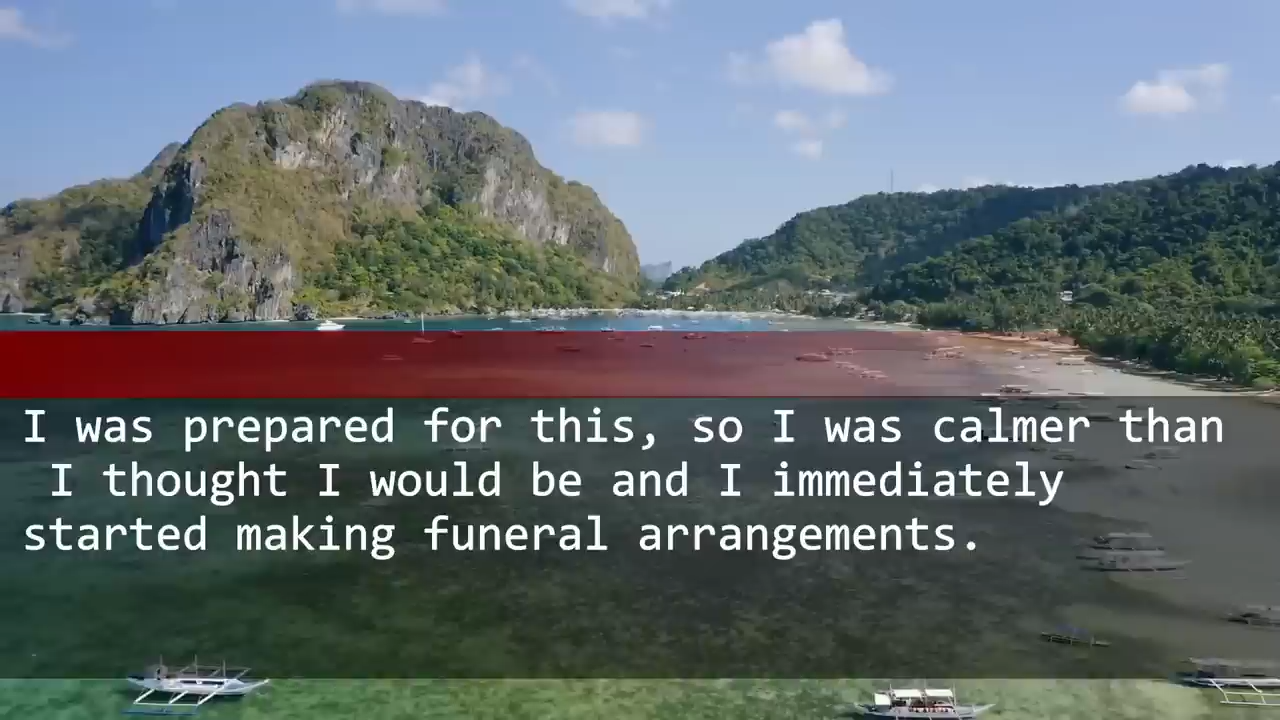 I was prepared for this, so I was calmer than
I thought I would be and I immediately
started making funeral arrangements.